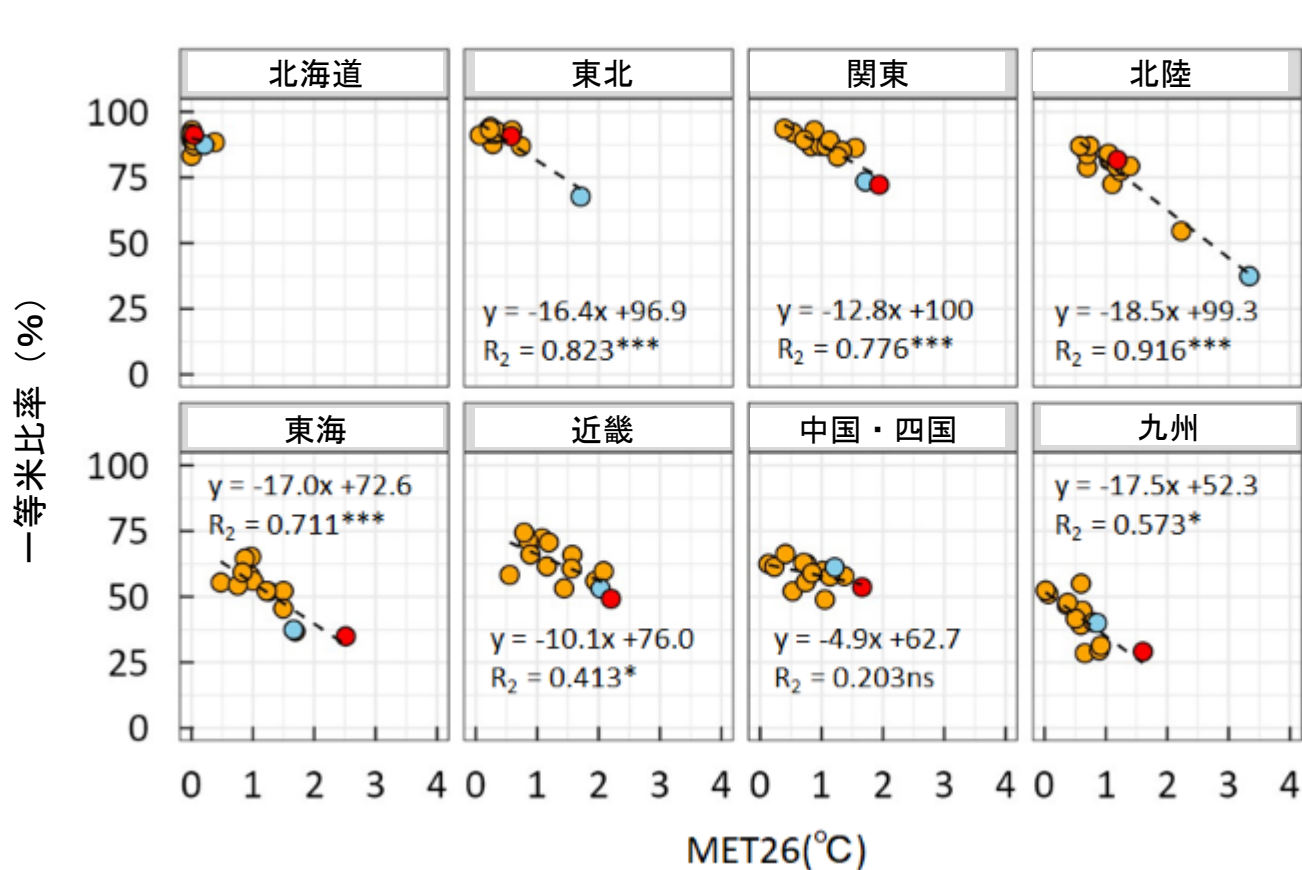 北海道
東北
関東
北陸
100
75
50
25
0
y = -16.4x +96.9
R2 = 0.823***
y = -12.8x +100
R2 = 0.776***
y = -18.5x +99.3
R2 = 0.916***
一等米比率（%）
東海
近畿
中国・四国
九州
100
75
50
25
0
y = -17.0x +72.6
R2 = 0.711***
y = -10.1x +76.0
R2 = 0.413*
y = -4.9x +62.7
R2 = 0.203ns
y = -17.5x +52.3
R2 = 0.573*
0 1 2 3 4 0 1 2 3 4 0 1 2 3 4 0 1 2 3 4
MET26(℃)